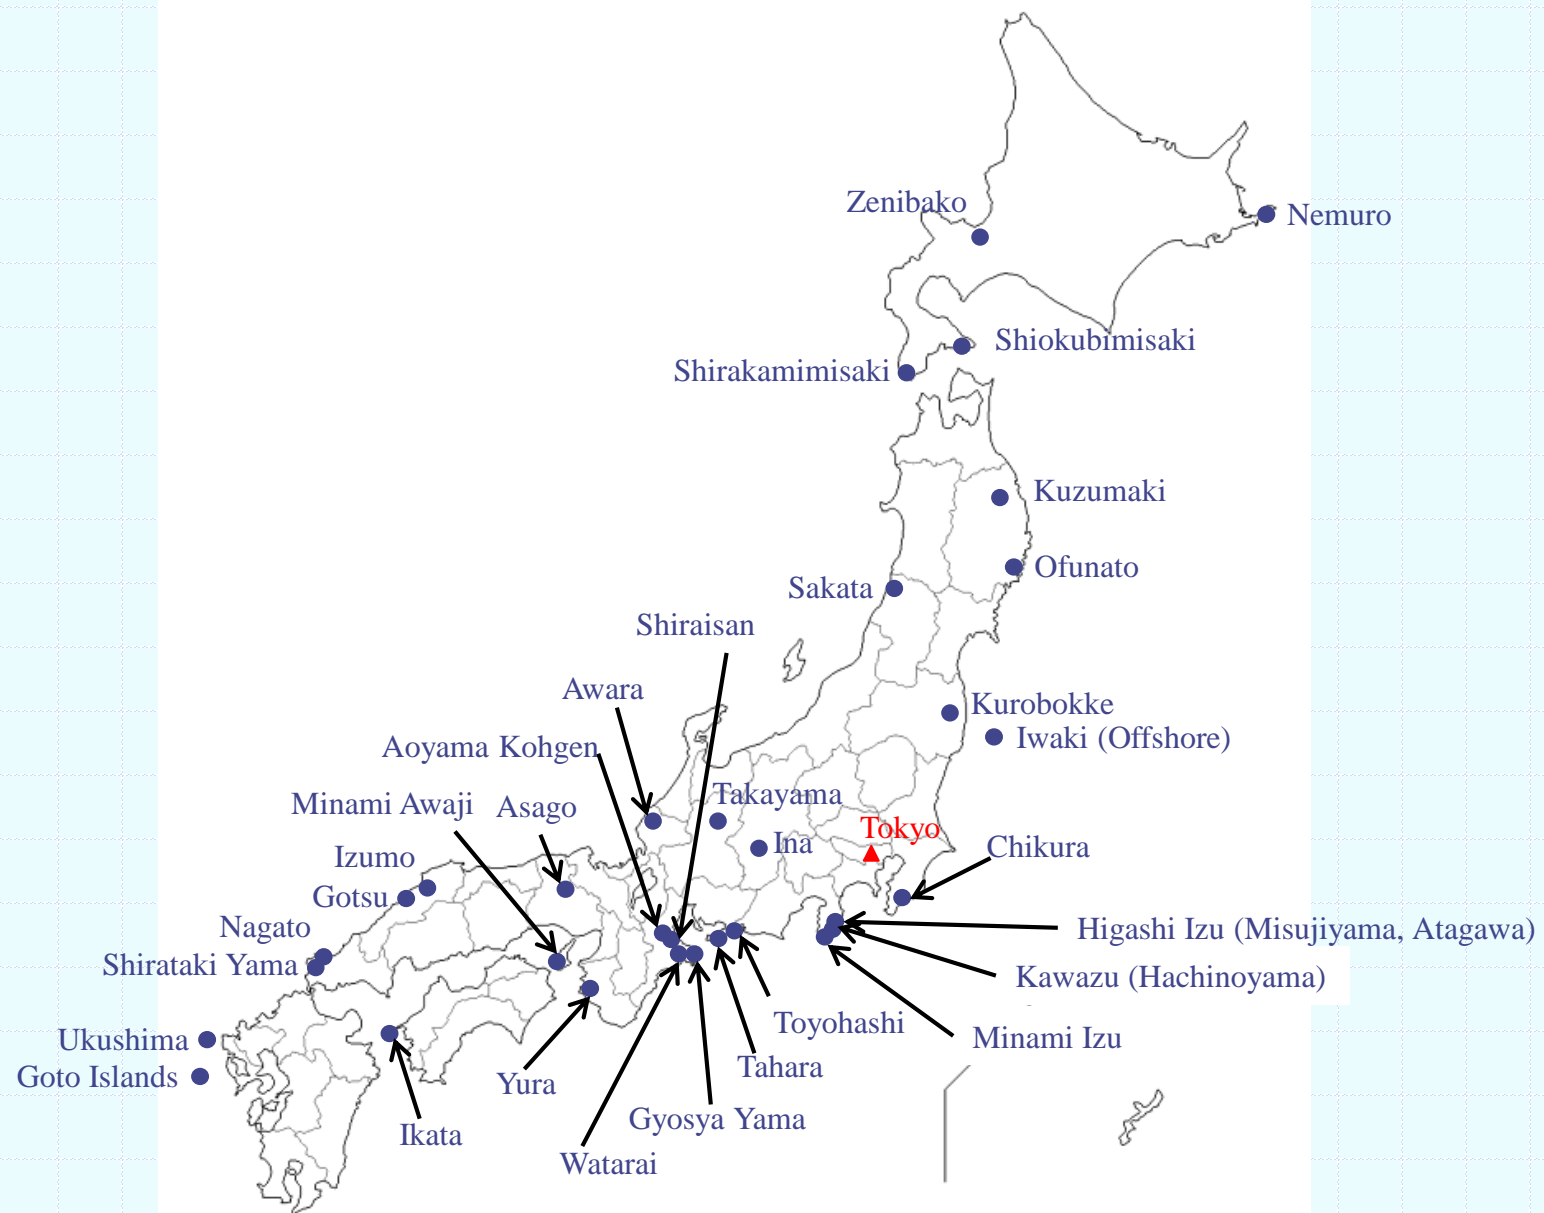 Zenibako
Nemuro
Shiokubimisaki
Shirakamimisaki
Kuzumaki
Ofunato
Sakata
Shiraisan
Awara
Kurobokke
Iwaki (Offshore)
Aoyama Kohgen
Takayama
Minami Awaji
Asago
Tokyo
Ina
Chikura
Izumo
Gotsu
Nagato
Higashi Izu (Misujiyama, Atagawa)
Shirataki Yama
Kawazu (Hachinoyama)
Toyohashi
Minami Izu
Ukushima
Tahara
Goto Islands
Yura
Gyosya Yama
Ikata
Watarai